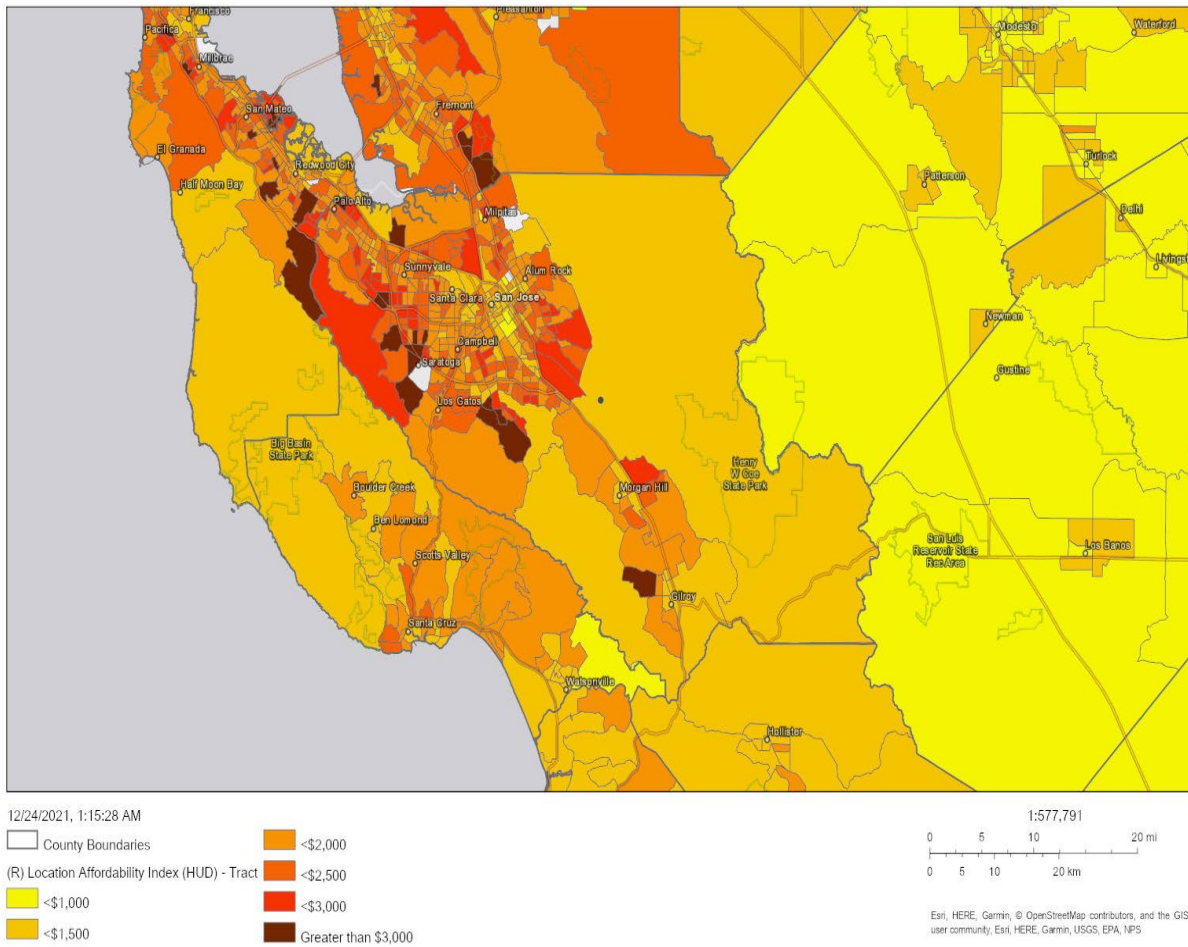 Francisco
Pacifica
Pleasanton
Modesto
Waterford
Millbrae
San Mateo
Fremont
El Granada
Redwood City
Turlock
Half Moon Bay
Palo Alto
Patterson
Milpitas
Delhi
Sunnyvale
Alum Rock
Livingst
Santa Clara
San Jose
Newman
Campbell
Saratoga
Gustine
Los Gatos
Big Basin
State Park
Henry
W Coe
State Park
Morgan Hill
Boulder Creek
Ben Lomond
San Luis
Reservoir State
Rec Area
Los Banos
Scotts Valley
Gilroy
Santa Cruz
Watsonville
Hollister
12/24/2021, 1:15:28 AM
County Boundaries
(R) Location Affordability Index (HUD) - Tract
<$1,000
<$1,500
<$2,000
<$2,500
<$3,000
Greater than $3,000
1:577,791
0 5 10 20 mi
0 5 10 20 km
Esri, HERE, Garmin, © OpenStreetMap contributors, and the GIS
user community, Esri, HERE, Garmin, USGS, EPA, NPS